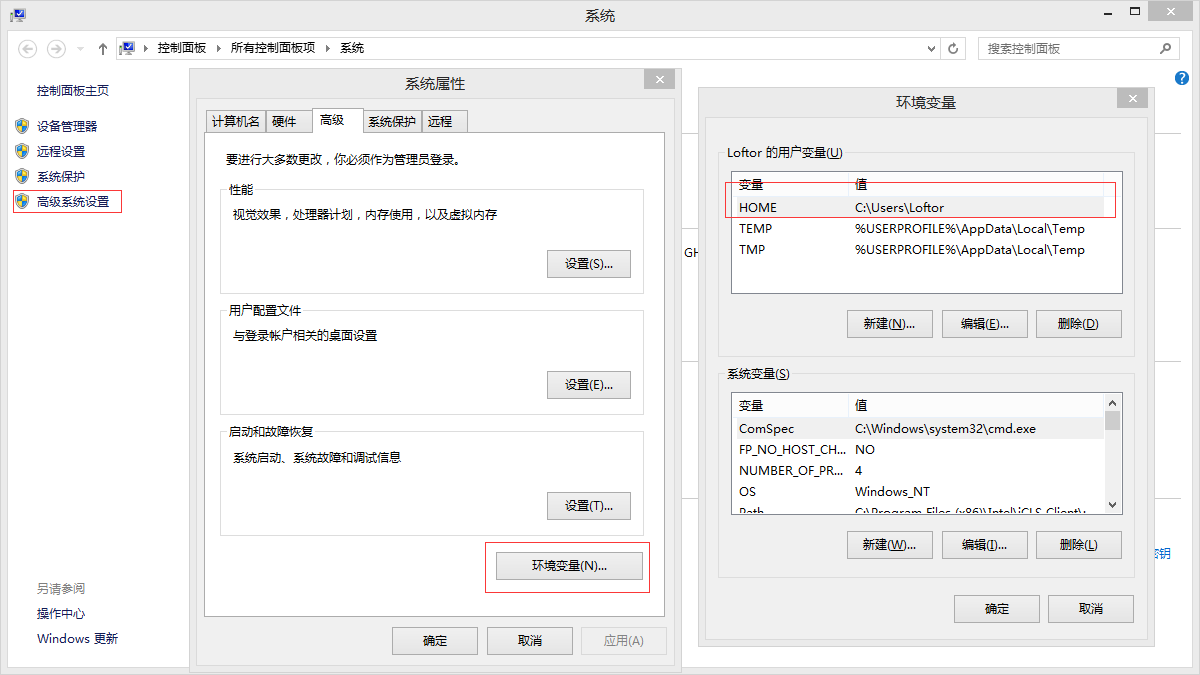 系统
控制面板 所有控制面板项 系统
搜索控制面板
控制面板主页
设备管理器
远程设置
系统保护
高级系统设置
另请参阅
操作中心
Windows 更新
系统属性
计算机名 硬件 高级 系统保护 远程
要进行大多数更改，你必须作为管理员登录。
性能
视觉效果，处理器计划，内存使用，以及虚拟内存
设置(S)...
用户配置文件
与登录帐户相关的桌面设置
设置(E)...
启动和故障恢复
系统启动、系统故障和调试信息
设置(T)...
环境变量(N)...
确定 取消 应用(A)
GH
环境变量
Loftor 的用户变量(U)
变量 值
HOME C:\Users\Loftor
TEMP %USERPROFILE%\AppData\Local\Temp
TMP %USERPROFILE%\AppData\Local\Temp
新建(N)... 编辑(E)... 删除(D)
系统变量(S)
变量 值
ComSpec C:\Windows\system32\cmd.exe
FP_NO_HOST_CH... NO
NUMBER_OF_PR... 4
OS Windows_NT
Path C:\Program Files (x86)\Intel\iCLS Client\;
新建(W)... 编辑(I)... 删除(L)
确定 取消
密钥